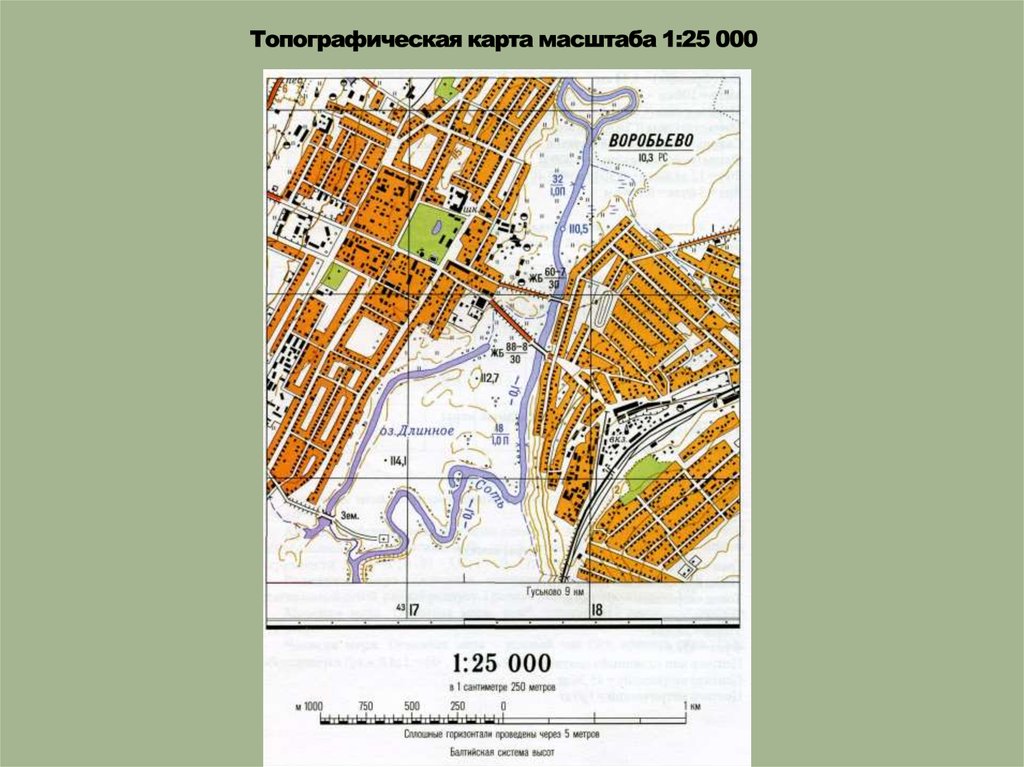 Топографическая карта масштаба 1:25 000
ВОРОБЬЕВО
10,3 РС
32
1,0П
шк.
110,5
1
ЖБ 60-7
30
ЖБ 88-8
30
112,7
-0,1-
18
1,0П
оз.Длинное
вкз.
114,1
Соть
-0,1-
Зем.
Гуськово 9 км
43 17
18
1:25 000
в 1 сантиметре 250 метров
м 1000 750 500 250 0 1 км
Сплошные горизонтали проведены через 5 метров
Балтийская система высот